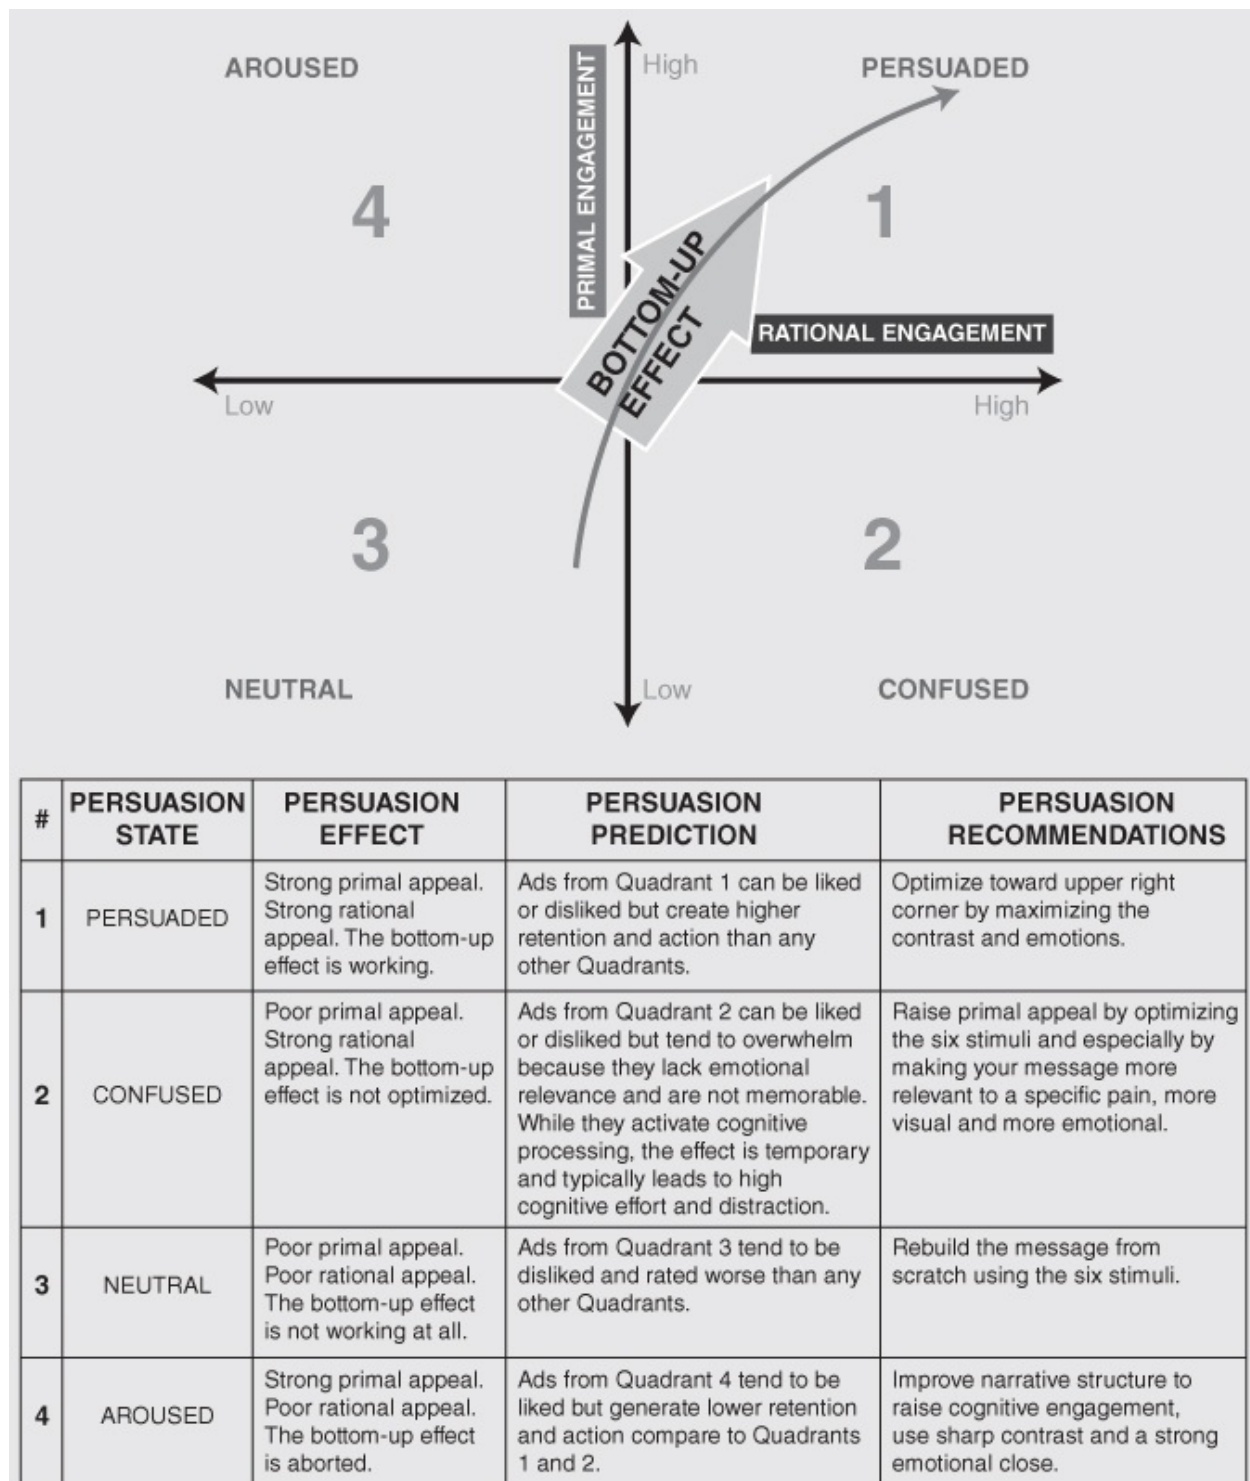 AROUSED
PRIMAL ENGAGEMENT
High
PERSUADED
4
1
BOTTOM-UP
EFFECT
RATIONAL ENGAGEMENT
Low
High
3
2
NEUTRAL
Low
CONFUSED
#
PERSUASION
STATE
PERSUASION
EFFECT
PERSUASION
PREDICTION
PERSUASION
RECOMMENDATIONS
1
PERSUADED
Strong primal appeal.
Strong rational
appeal. The bottom-up
effect is working.
Ads from Quadrant 1 can be liked
or disliked but create higher
retention and action than any
other Quadrants.
Optimize toward upper right
corner by maximizing the
contrast and emotions.
2
CONFUSED
Poor primal appeal.
Strong rational
appeal. The bottom-up
effect is not optimized.
Ads from Quadrant 2 can be liked
or disliked but tend to overwhelm
because they lack emotional
relevance and are not memorable.
While they activate cognitive
processing, the effect is temporary
and typically leads to high
cognitive effort and distraction.
Raise primal appeal by optimizing
the six stimuli and especially by
making your message more
relevant to a specific pain, more
visual and more emotional.
3
NEUTRAL
Poor primal appeal.
Poor rational appeal.
The bottom-up effect
is not working at all.
Ads from Quadrant 3 tend to be
disliked and rated worse than any
other Quadrants.
Rebuild the message from
scratch using the six stimuli.
4
AROUSED
Strong primal appeal.
Poor rational appeal.
The bottom-up effect
is aborted.
Ads from Quadrant 4 tend to be
liked but generate lower retention
and action compare to Quadrants
1 and 2.
Improve narrative structure to
raise cognitive engagement,
use sharp contrast and a strong
emotional close.